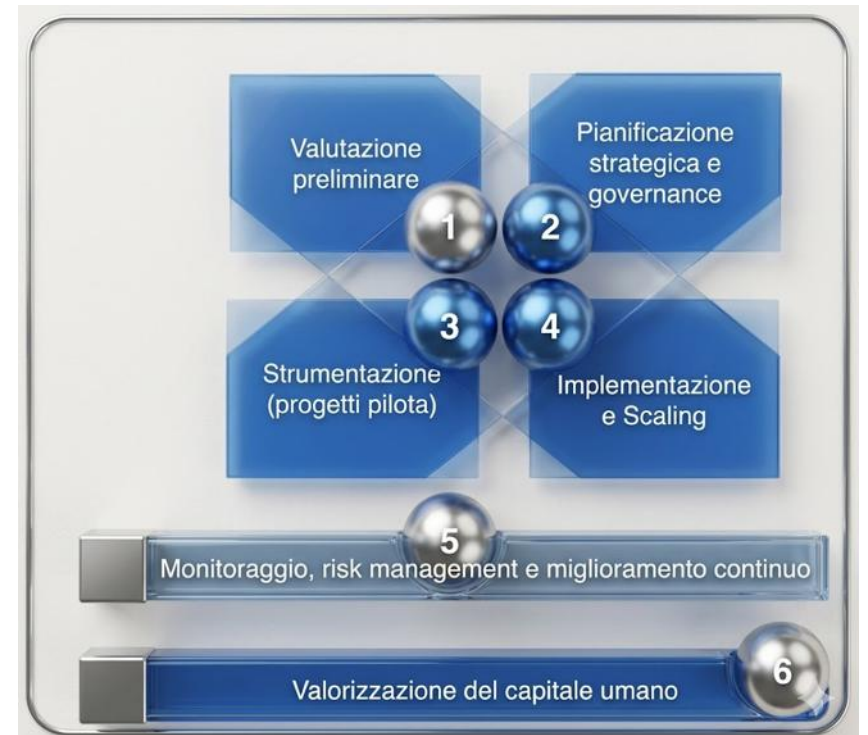 Valutazione
preliminare
1
Pianificazione
strategica e
governance
2
3
Strumentazione
(progetti pilota)
4
Implementazione
e Scaling
5
Monitoraggio, risk management e miglioramento continuo
6
Valorizzazione del capitale umano